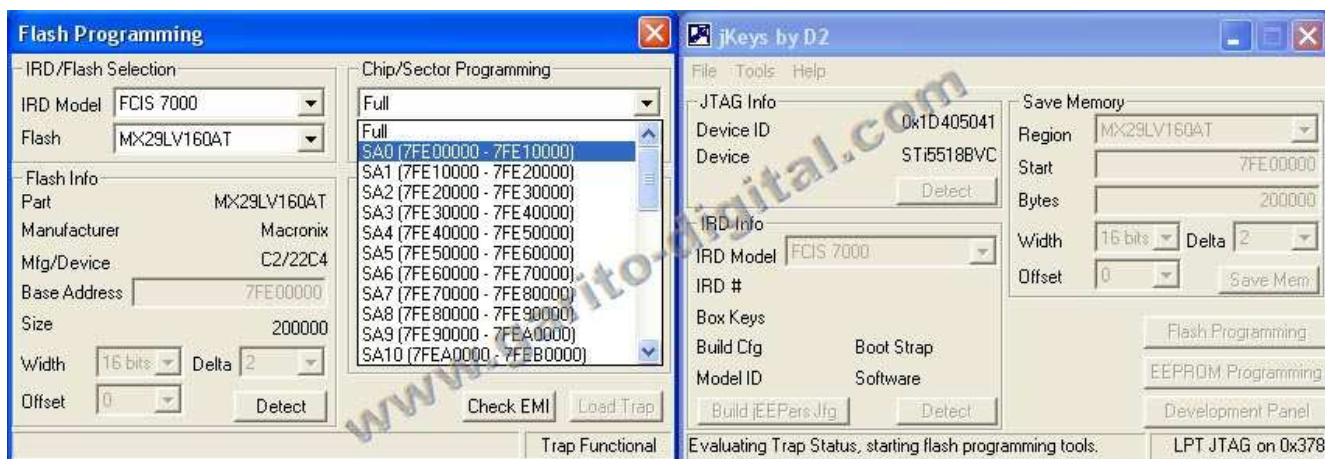 Flash Programming
IRD/Flash Selection
IRD Model FCIS 7000
Flash MX29LV160AT
Flash Info
Part MX29LV160AT
Manufacturer Macronix
Mfg/Device C2/22C4
Base Address 7FE00000
Size 200000
Width 16 bits Delta 2
Offset 0 Detect
Chip/Sector Programming
Full
Full
SA0 (7FE00000 - 7FE10000)
SA1 (7FE10000 - 7FE20000)
SA2 (7FE20000 - 7FE30000)
SA3 (7FE30000 - 7FE40000)
SA4 (7FE40000 - 7FE50000)
SA5 (7FE50000 - 7FE60000)
SA6 (7FE60000 - 7FE70000)
SA7 (7FE70000 - 7FE80000)
SA8 (7FE80000 - 7FE90000)
SA9 (7FE90000 - 7FEA0000)
SA10 (7FEA0000 - 7FEB0000)
Check EMI Load Trap
Trap Functional
jKeys by D2
File Tools Help
JTAG Info
Device ID 0x1D405041
Device STi5518BVC
Detect
IRD Info
IRD Model FCIS 7000
IRD #
Box Keys
Build Cfg Boot Strap
Model ID Software
Build jEEPers Jfg Detect
Save Memory
Region MX29LV160AT
Start 7FE00000
Bytes 200000
Width 16 bits Delta 2
Offset 0 Save Mem
Flash Programming
EEPROM Programming
Development Panel
Evaluating Trap Status, starting flash programming tools. LPT JTAG on 0x378
www.garito-digital.com